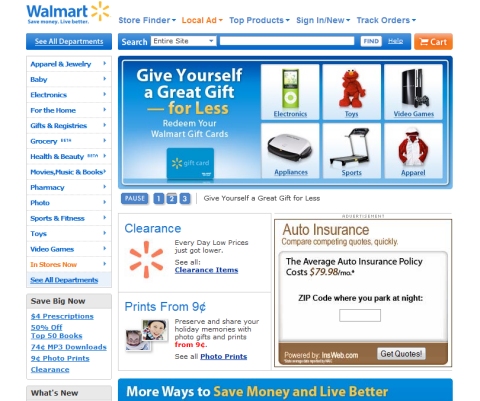 Walmart
Save money. Live better.
Store Finder Local Ad Top Products Sign In/New Track Orders
See All Departments
Search Entire Site FIND Help Cart
Apparel & Jewelry
Baby
Electronics
For the Home
Gifts & Registries
Grocery BETA
Health & Beauty BETA
Movies,Music & Books
Pharmacy
Photo
Sports & Fitness
Toys
Video Games
In Stores Now
See All Departments
Save Big Now
$4 Prescriptions
50% Off
Top 50 Books
74¢ MP3 Downloads
9¢ Photo Prints
Clearance
What's New
Give Yourself
a Great Gift
— for Less
Redeem Your
Walmart Gift Cards
gift card
Electronics
Toys
Video Games
Appliances
Sports
Apparel
PAUSE 1 2 3 Give Yourself a Great Gift for Less
Clearance
Every Day Low Prices
just got lower.
See all:
Clearance Items
Prints From 9¢
Preserve and share your
holiday memories with
photo gifts and prints
from 9¢.
See all Photo Prints
ADVERTISEMENT
Auto Insurance
Compare competing quotes, quickly.
The Average Auto Insurance Policy
Costs $79.98/mo.*
ZIP Code where you park at night:
Powered by: InsWeb.com
Get Quotes!
More Ways to Save Money and Live Better